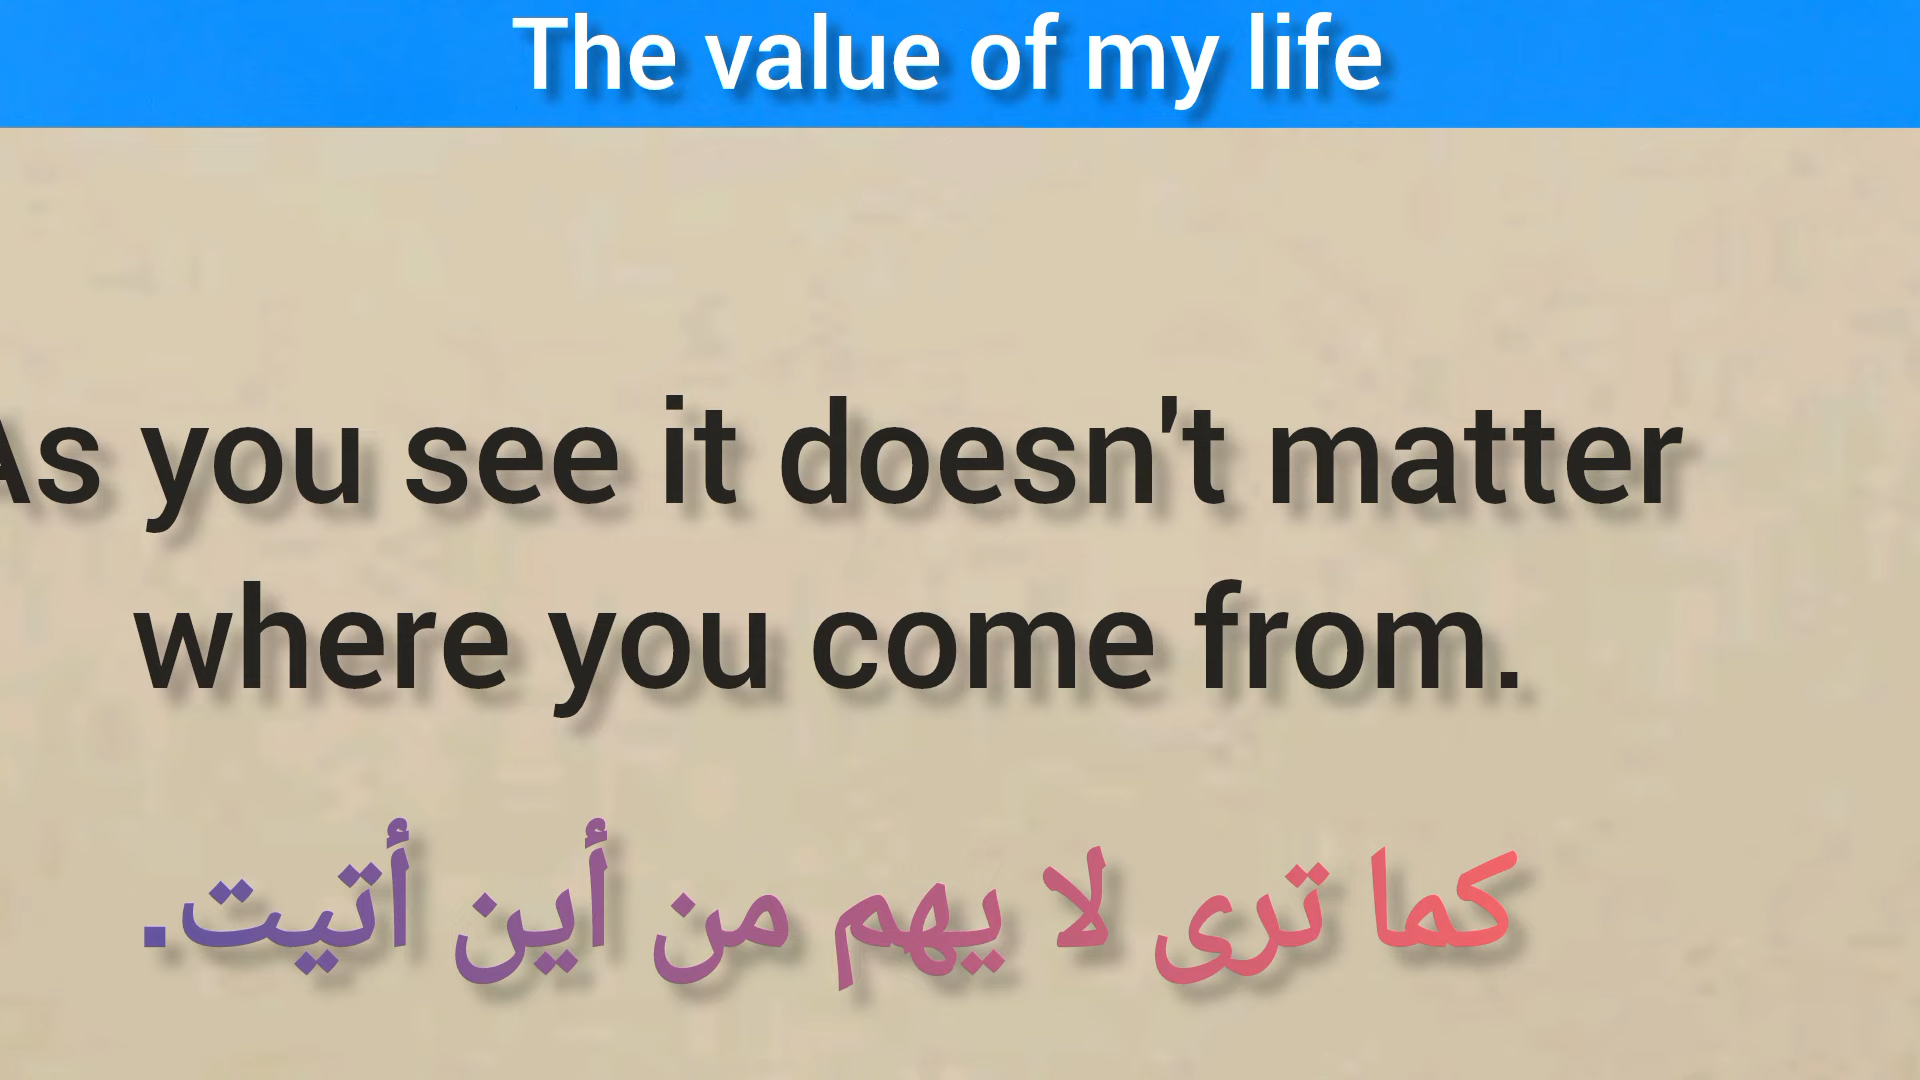 The value of my life
As you see it doesn't matter
where you come from.
كما ترى لا يهم من أين أتيت.